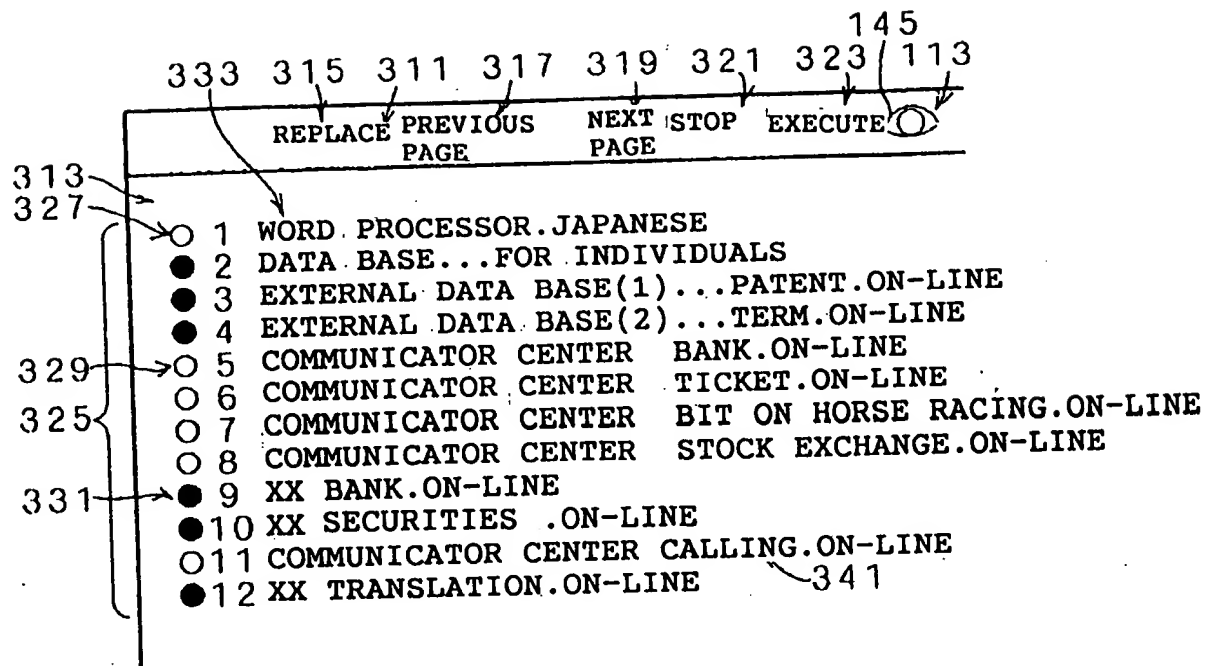 145
333 315 311 317 319 321 323 113
REPLACE PREVIOUS PAGE NEXT PAGE STOP EXECUTE
313
327
○ 1 WORD PROCESSOR.JAPANESE
● 2 DATA BASE...FOR INDIVIDUALS
● 3 EXTERNAL DATA BASE(1)...PATENT.ON-LINE
● 4 EXTERNAL DATA BASE(2)...TERM.ON-LINE
329
○ 5 COMMUNICATOR CENTER BANK.ON-LINE
○ 6 COMMUNICATOR CENTER TICKET.ON-LINE
325
○ 7 COMMUNICATOR CENTER BIT ON HORSE RACING.ON-LINE
○ 8 COMMUNICATOR CENTER STOCK EXCHANGE.ON-LINE
331
● 9 XX BANK.ON-LINE
● 10 XX SECURITIES .ON-LINE
○ 11 COMMUNICATOR CENTER CALLING.ON-LINE
341
● 12 XX TRANSLATION.ON-LINE